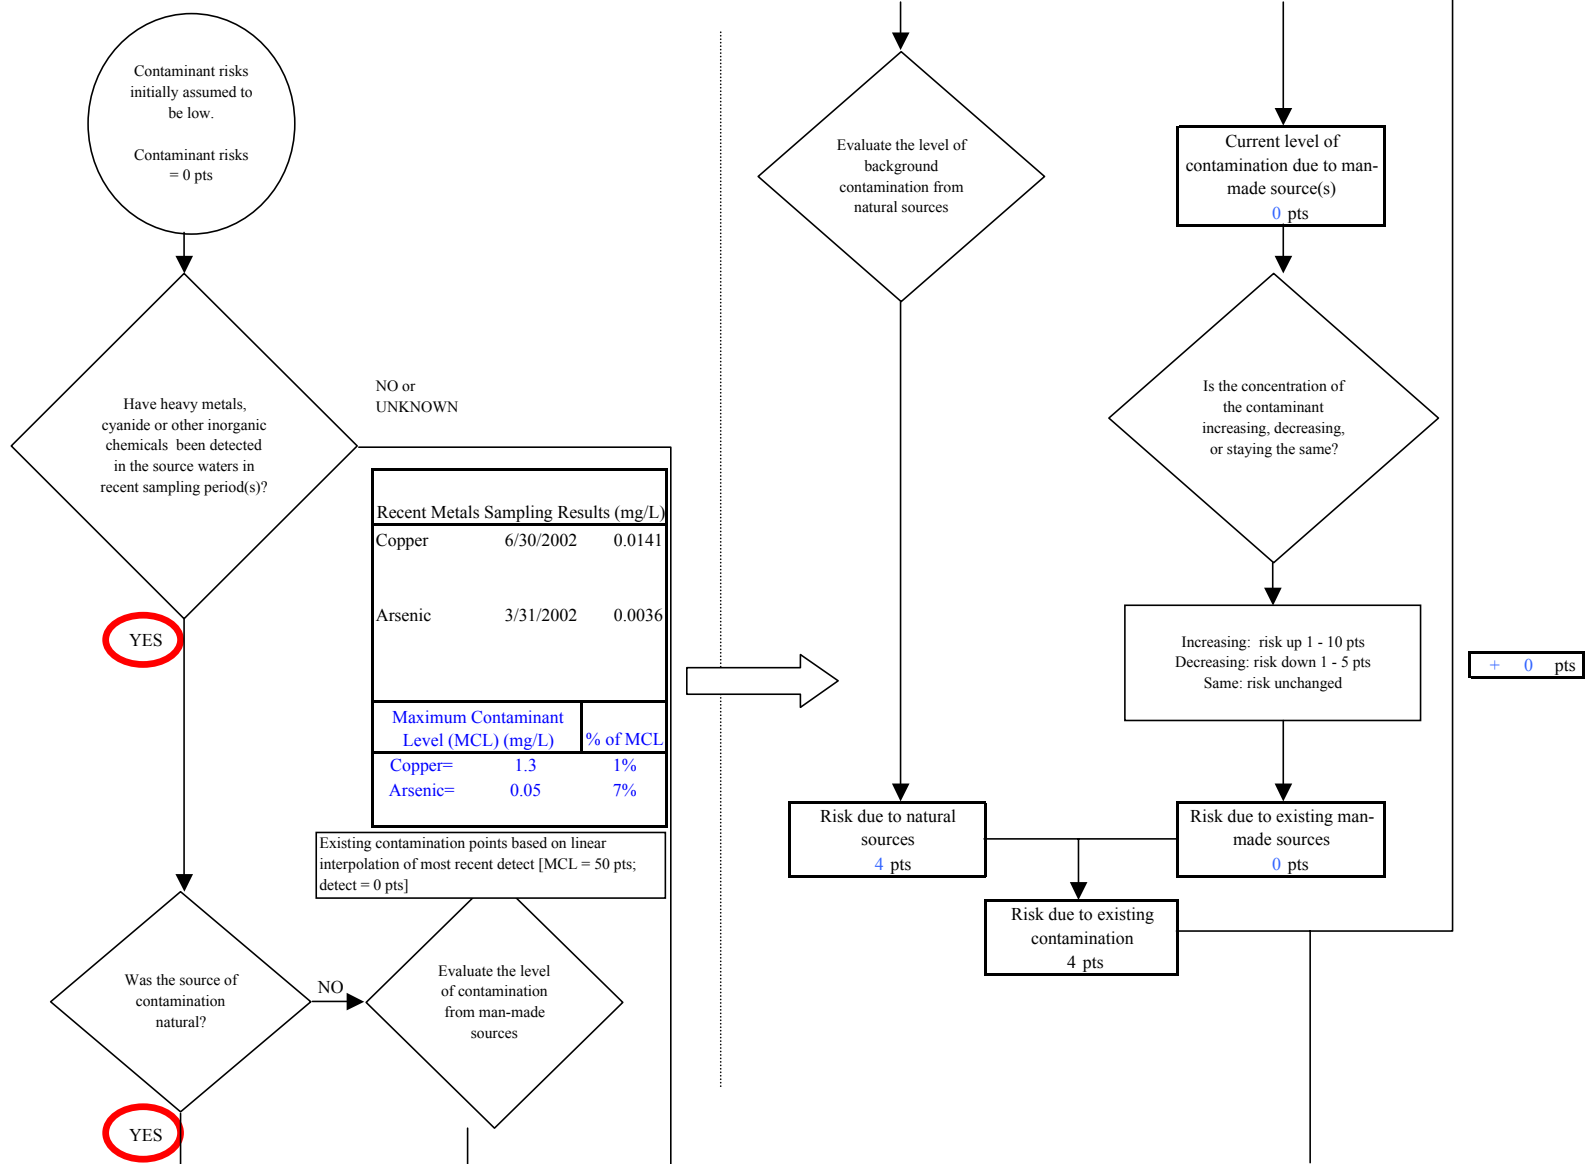 Contaminant risks
initially assumed to
be low.
Contaminant risks
= 0 pts
Have heavy metals,
cyanide or other inorganic
chemicals been detected
in the source waters in
recent sampling period(s)?
NO or
UNKNOWN
YES
Recent Metals Sampling Results (mg/L)
Copper 6/30/2002 0.0141
Arsenic 3/31/2002 0.0036
Maximum Contaminant
Level (MCL) (mg/L) % of MCL
Copper= 1.3 1%
Arsenic= 0.05 7%
Existing contamination points based on linear
interpolation of most recent detect [MCL = 50 pts;
detect = 0 pts]
Was the source of
contamination
natural?
NO
YES
Evaluate the level
of contamination
from man-made
sources
Evaluate the level of
background
contamination from
natural sources
Current level of
contamination due to man-
made source(s)
0 pts
Is the concentration of
the contaminant
increasing, decreasing,
or staying the same?
Increasing: risk up 1 - 10 pts
Decreasing: risk down 1 - 5 pts
Same: risk unchanged
+ 0 pts
Risk due to natural
sources
4 pts
Risk due to existing man-
made sources
0 pts
Risk due to existing
contamination
4 pts